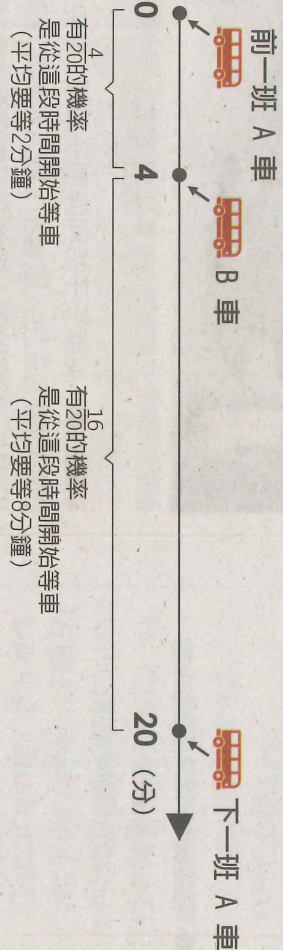 前一班 A 車
B 車
下一班 A 車
0
4
20 (分)
有4/20的機率
是從這段時間開始等車
(平均要等2分鐘)
有16/20的機率
是從這段時間開始等車
(平均要等8分鐘)